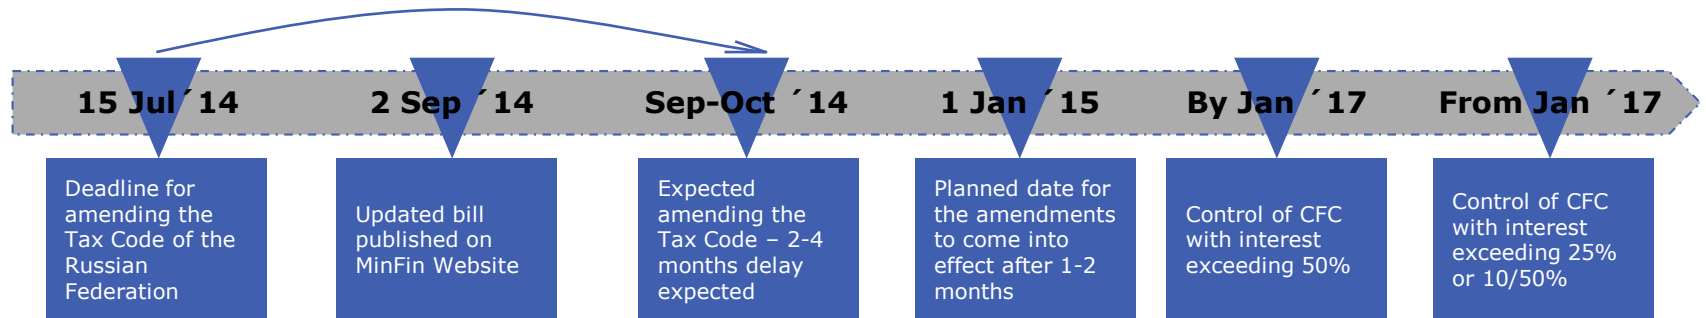 15 Jul´14
2 Sep ´14
Sep-Oct ´14
1 Jan ´15
By Jan ´17
From Jan ´17
Deadline for
amending the
Tax Code of the
Russian
Federation
Updated bill
published on
MinFin Website
Expected
amending the
Tax Code – 2-4
months delay
expected
Planned date for
the amendments
to come into
effect after 1-2
months
Control of CFC
with interest
exceeding 50%
Control of CFC
with interest
exceeding 25%
or 10/50%